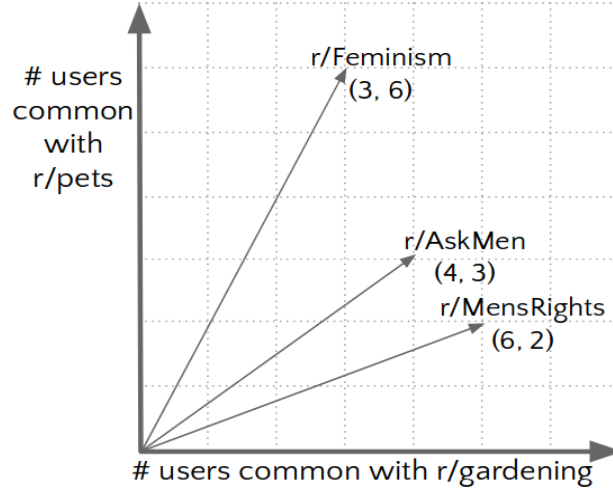 # users
common
with
r/pets
r/Feminism
(3, 6)
r/AskMen
(4, 3)
r/MensRights
(6, 2)
# users common with r/gardening